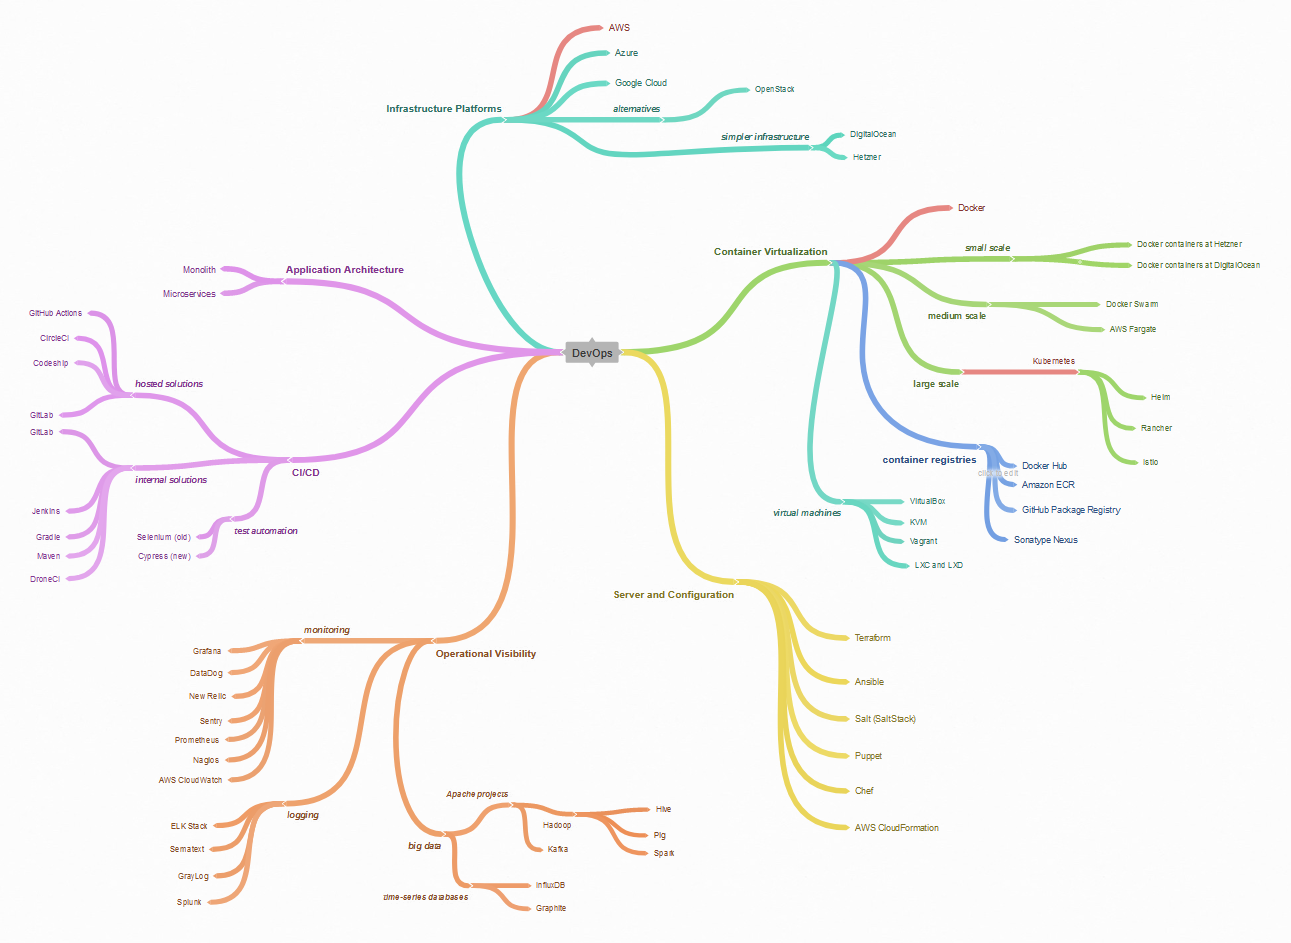 DevOps
Infrastructure Platforms
AWS
Azure
Google Cloud
alternatives
OpenStack
simpler infrastructure
DigitalOcean
Hetzner
Container Virtualization
Docker
small scale
Docker containers at Hetzner
Docker containers at DigitalOcean
medium scale
Docker Swarm
AWS Fargate
large scale
Kubernetes
Helm
Rancher
Istio
container registries
click to edit
Docker Hub
Amazon ECR
GitHub Package Registry
Sonatype Nexus
virtual machines
VirtualBox
KVM
Vagrant
LXC and LXD
Server and Configuration
Terraform
Ansible
Salt (SaltStack)
Puppet
Chef
AWS CloudFormation
Application Architecture
Monolith
Microservices
CI/CD
hosted solutions
GitHub Actions
CircleCI
Codeship
GitLab
internal solutions
GitLab
Jenkins
Gradle
Maven
DroneCI
test automation
Selenium (old)
Cypress (new)
Operational Visibility
monitoring
Grafana
DataDog
New Relic
Sentry
Prometheus
Nagios
AWS CloudWatch
logging
ELK Stack
Sematext
GrayLog
Splunk
big data
Apache projects
Hadoop
Hive
Pig
Spark
Kafka
time-series databases
InfluxDB
Graphite